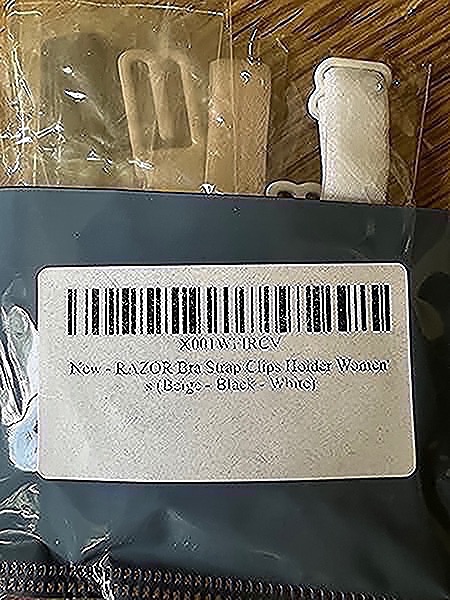 New - RAZOR Bra Strap Clips Holder Women'
s (Beige - Black - White)